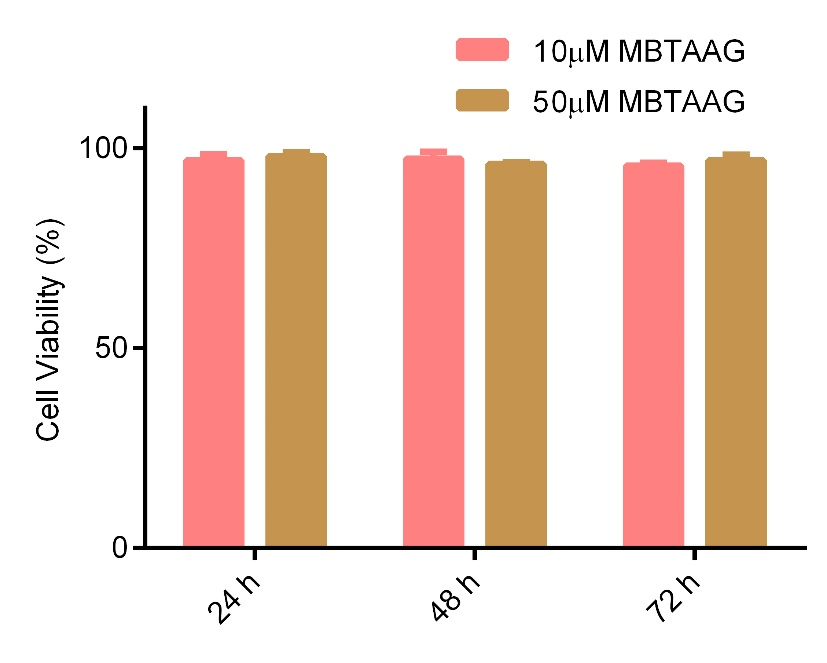 10μM MBTAAG
50μM MBTAAG
100
50
0
Cell Viability (%)
24 h
48 h
72 h